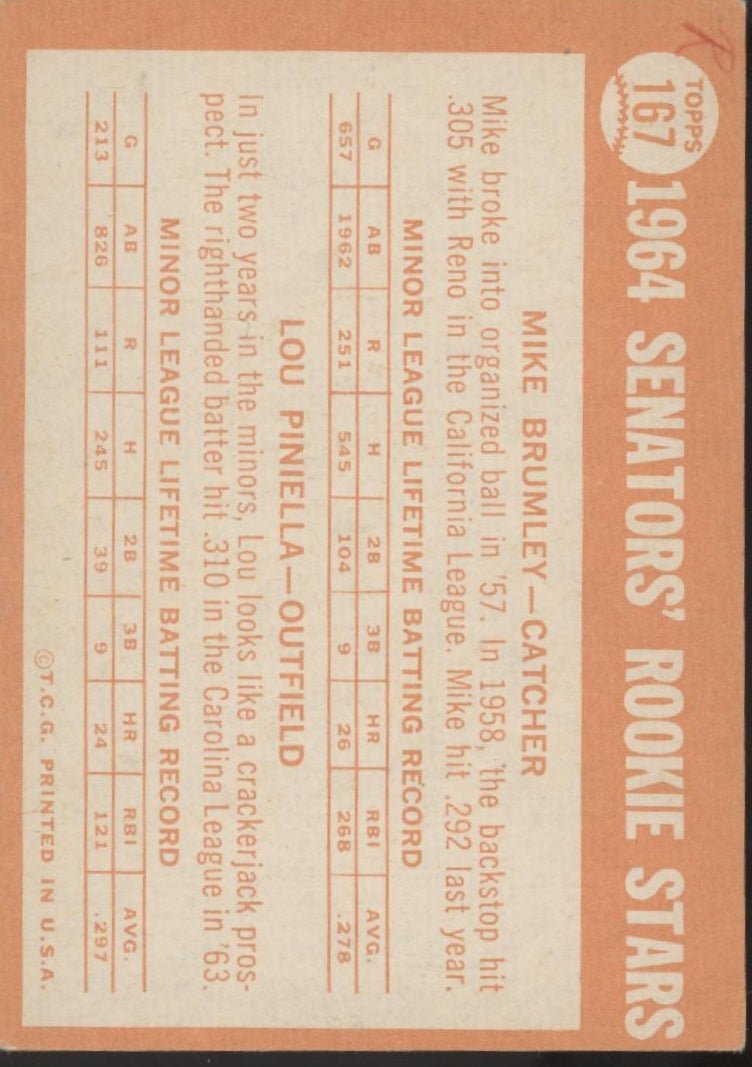 R
TOPPS
167
1964 SENATORS' ROOKIE STARS
MIKE BRUMLEY—CATCHER
Mike broke into organized ball in '57. In 1958, the backstop hit
.305 with Reno in the California League. Mike hit .292 last year.
MINOR LEAGUE LIFETIME BATTING RECORD
G AB R H 2B 3B HR RBI AVG.
657 1962 251 545 104 9 26 268 .278
LOU PINIELLA—OUTFIELD
In just two years in the minors, Lou looks like a crackerjack pros-
pect. The righthanded batter hit .310 in the Carolina League in '63.
MINOR LEAGUE LIFETIME BATTING RECORD
G AB R H 2B 3B HR RBI AVG.
213 826 111 245 39 9 24 121 .297
©T.C.G. PRINTED IN U.S.A.